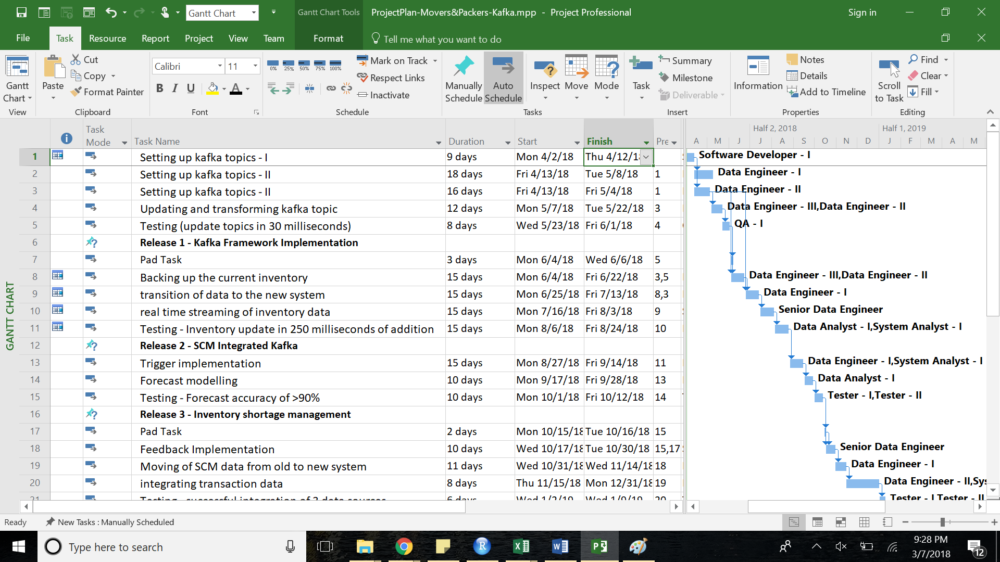 Gantt Chart
Gantt Chart Tools
ProjectPlan-Movers&Packers-Kafka.mpp - Project Professional
Sign in
File
Task
Resource
Report
Project
View
Team
Format
Tell me what you want to do
Gantt Chart
View
Paste
Cut
Copy
Format Painter
Clipboard
Calibri 11
B I U A
Font
0% 25% 50% 75% 100%
Mark on Track
Respect Links
Inactivate
Schedule
Manually Schedule
Auto Schedule
Inspect
Move
Mode
Tasks
Task
Summary
Milestone
Deliverable
Insert
Information
Notes
Details
Add to Timeline
Properties
Scroll to Task
Find
Clear
Fill
Editing
Task Mode Task Name Duration Start Finish Pre
Half 2, 2018 Half 1, 2019
A M J J A S O N D J F M A M
1 Setting up kafka topics - I 9 days Mon 4/2/18 Thu 4/12/18 Software Developer - I
2 Setting up kafka topics - II 18 days Fri 4/13/18 Tue 5/8/18 1 Data Engineer - I
3 Setting up kafka topics - II 16 days Fri 4/13/18 Fri 5/4/18 1 Data Engineer - II
4 Updating and transforming kafka topic 12 days Mon 5/7/18 Tue 5/22/18 3 Data Engineer - III,Data Engineer - II
5 Testing (update topics in 30 milliseconds) 8 days Wed 5/23/18 Fri 6/1/18 4 QA - I
6 Release 1 - Kafka Framework Implementation
7 Pad Task 3 days Mon 6/4/18 Wed 6/6/18 5
8 Backing up the current inventory 15 days Mon 6/4/18 Fri 6/22/18 3,5 Data Engineer - III,Data Engineer - II
9 transition of data to the new system 15 days Mon 6/25/18 Fri 7/13/18 8,3 Data Engineer - I
10 real time streaming of inventory data 15 days Mon 7/16/18 Fri 8/3/18 9 Senior Data Engineer
11 Testing - Inventory update in 250 milliseconds of addition 15 days Mon 8/6/18 Fri 8/24/18 10 Data Analyst - I,System Analyst - I
12 Release 2 - SCM Integrated Kafka
13 Trigger implementation 15 days Mon 8/27/18 Fri 9/14/18 11 Data Engineer - I,System Analyst - I
14 Forecast modelling 10 days Mon 9/17/18 Fri 9/28/18 13 Data Analyst - I
15 Testing - Forecast accuracy of >90% 10 days Mon 10/1/18 Fri 10/12/18 14 Tester - I,Tester - II
16 Release 3 - Inventory shortage management
17 Pad Task 2 days Mon 10/15/18 Tue 10/16/18 15
18 Feedback Implementation 10 days Wed 10/17/18 Tue 10/30/18 15,17 Senior Data Engineer
19 Moving of SCM data from old to new system 11 days Wed 10/31/18 Wed 11/14/18 18 Data Engineer - I
20 integrating transaction data 8 days Thu 11/15/18 Mon 12/31/18 19 Data Engineer - II,Sys
21 Testing - successful integration of 3 data sources 6 days Wed 1/2/19 Wed 1/9/19 20 Tester - I,Tester - II
GANTT CHART
Ready New Tasks : Manually Scheduled
Type here to search
9:28 PM
3/7/2018
12